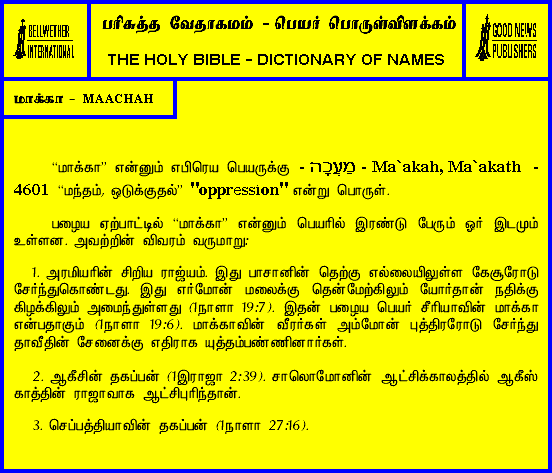 BELLWETHER
INTERNATIONAL
பரிசுத்த வேதாகமம் - பெயர் பொருள்விளக்கம்
THE HOLY BIBLE - DICTIONARY OF NAMES
GOOD NEWS
PUBLISHERS
மாக்கா - MAACHAH
“மாக்கா” என்னும் எபிரெய பெயருக்கு - מַעֲכָה - Ma`akah, Ma`akath -
4601 “மந்தம், ஒடுக்குதல்” "oppression" என்று பொருள்.
பழைய ஏற்பாட்டில் “மாக்கா” என்னும் பெயரில் இரண்டு பேரும் ஓர் இடமும்
உள்ளன. அவற்றின் விவரம் வருமாறு:
1. அரமியரின் சிறிய ராஜ்யம். இது பாசானின் தெற்கு எல்லையிலுள்ள கேசூரோடு
சேர்ந்துகொண்டது. இது எர்மோன் மலைக்கு தென்மேற்கிலும் யோர்தான் நதிக்கு
கிழக்கிலும் அமைந்துள்ளது (1நாளா 19:7). இதன் பழைய பெயர் சீரியாவின் மாக்கா
என்பதாகும் (1நாளா 19:6). மாக்காவின் வீரர்கள் அம்மோன் புத்திரரோடு சேர்ந்து
தாவீதின் சேனைக்கு எதிராக யுத்தம்பண்ணினார்கள்.
2. ஆகீசின் தகப்பன் (1இராஜா 2:39). சாலொமோனின் ஆட்சிக்காலத்தில் ஆகீஸ்
காத்தின் ராஜாவாக ஆட்சிபுரிந்தான்.
3. செப்பத்தியாவின் தகப்பன் (1நாளா 27:16).